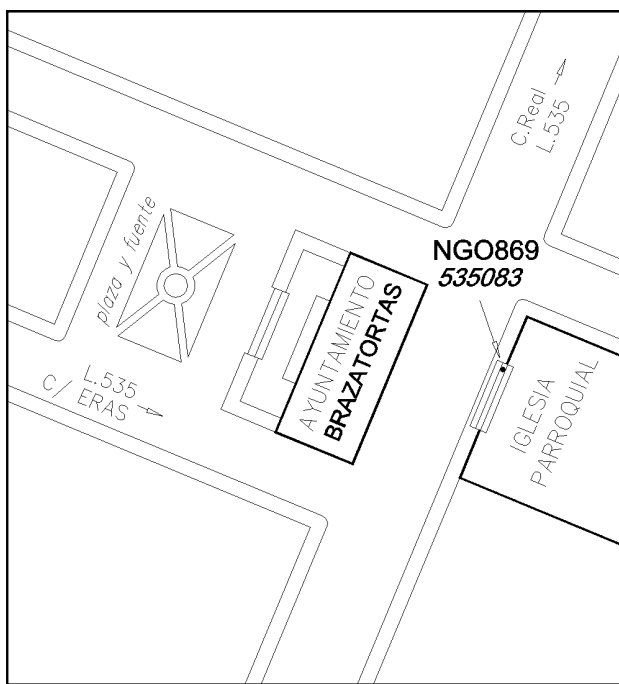 C.Real
L.535
plaza y fuente
NGO869
535083
AYUNTAMIENTO
BRAZATORTAS
L.535
C/ ERAS
IGLESIA
PARROQUIAL